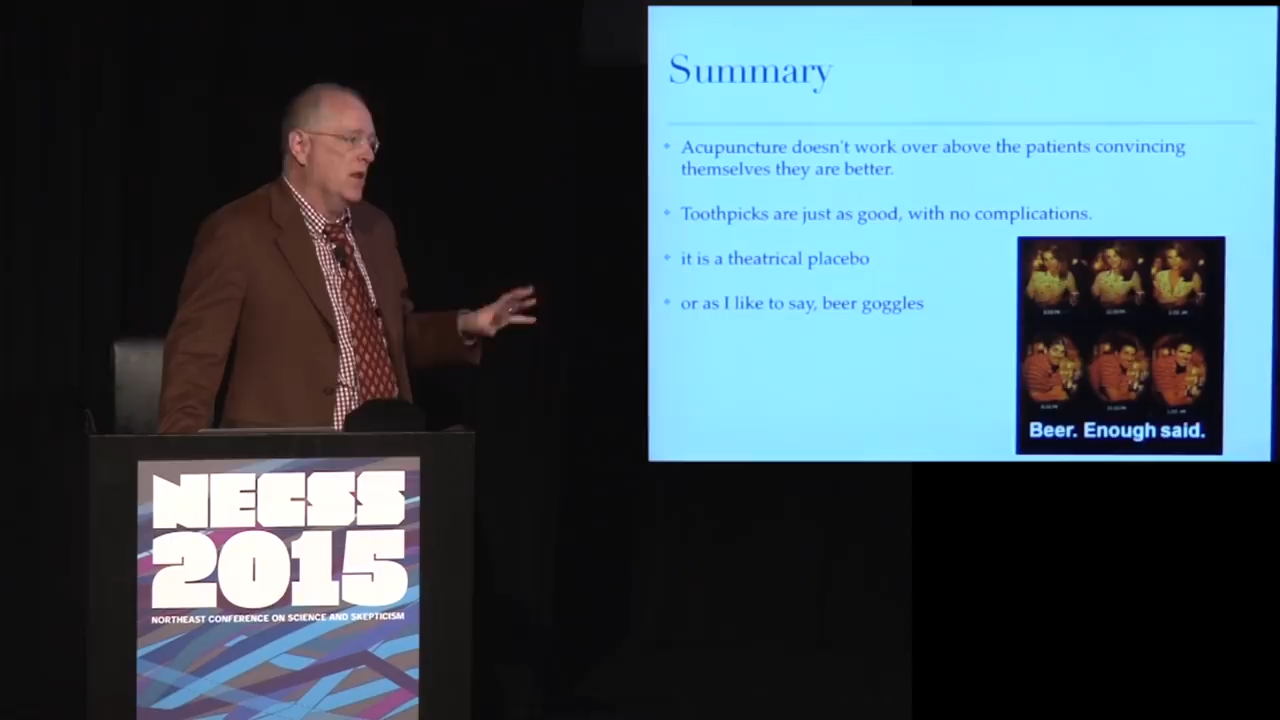 Summary
Acupuncture doesn't work over above the patients convincing
themselves they are better.
Toothpicks are just as good, with no complications.
it is a theatrical placebo
or as I like to say, beer goggles
Beer. Enough said.
NECSS
2015
NORTHEAST CONFERENCE ON SCIENCE AND SKEPTICISM